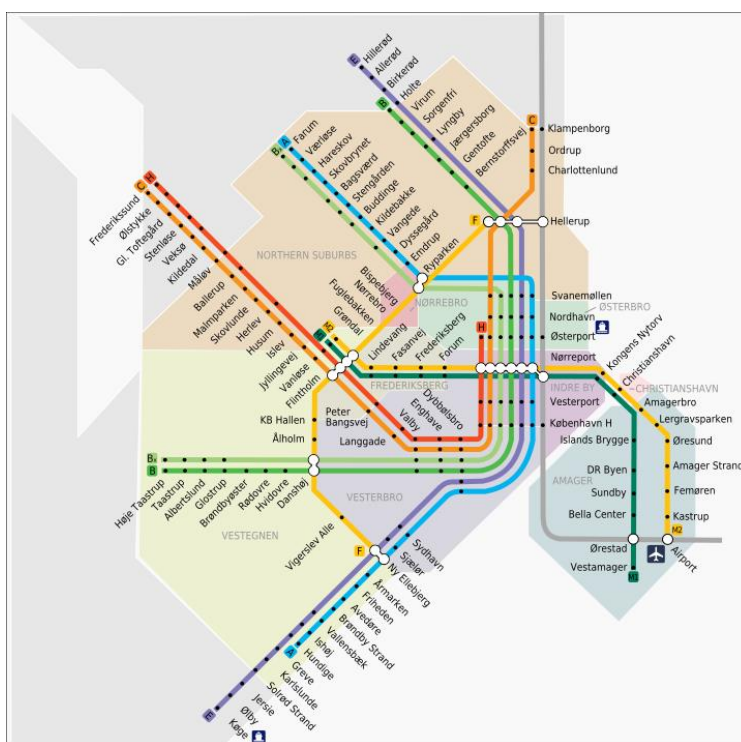 E
Hillerød
Allerød
Birkerød
Holte
B
Virum
Sorgenfri
Lyngby
Jægersborg
Gentofte
Bernstorffsvej
C
Klampenborg
Ordrup
Charlottenlund
A
B+
Farum
Værløse
Hareskov
Skovbrynet
Bagsværd
Stengården
Buddinge
Kildebakke
Vangede
Dyssegård
Emdrup
Ryparken
F
Hellerup
H
C
Frederikssund
Ølstykke
Gl. Toftegård
Stenløse
Veksø
Kildedal
Måløv
Ballerup
Malmparken
Skovlunde
Herlev
Husum
Islev
Jyllingevej
Vanløse
Flintholm
NORTHERN SUBURBS
Bispebjerg
Nørrebro
Fuglebakken
Grøndal
NØRREBRO
Svanemøllen
ØSTERBRO
Nordhavn
Østerport
Nørreport
H
M2
M1
Lindevang
Fasanvej
Frederiksberg
Forum
FREDERIKSBERG
INDRE BY
Kongens Nytorv
Christianshavn
CHRISTIANSHAVN
Amagerbro
Lergravsparken
Øresund
Amager Strand
Femøren
Kastrup
M2
Airport
Vesterport
København H
Islands Brygge
DR Byen
AMAGER
Sundby
Bella Center
Ørestad
Vestamager
M1
KB Hallen
Ålholm
Peter
Bangsvej
Langgade
Valby
Enghave
Dybbølsbro
B+
B
Høje Taastrup
Taastrup
Albertslund
Glostrup
Brøndbyøster
Rødovre
Hvidovre
Danshøj
VESTERBRO
VESTEGNEN
Vigerslev Alle
F
Sydhavn
Sjælør
Ny Ellebjerg
Åmarken
Friheden
Avedøre
Brøndby Strand
Vallensbæk
Ishøj
Hundige
A
Greve
Karlslunde
Solrød Strand
Jersie
Ølby
Køge
E